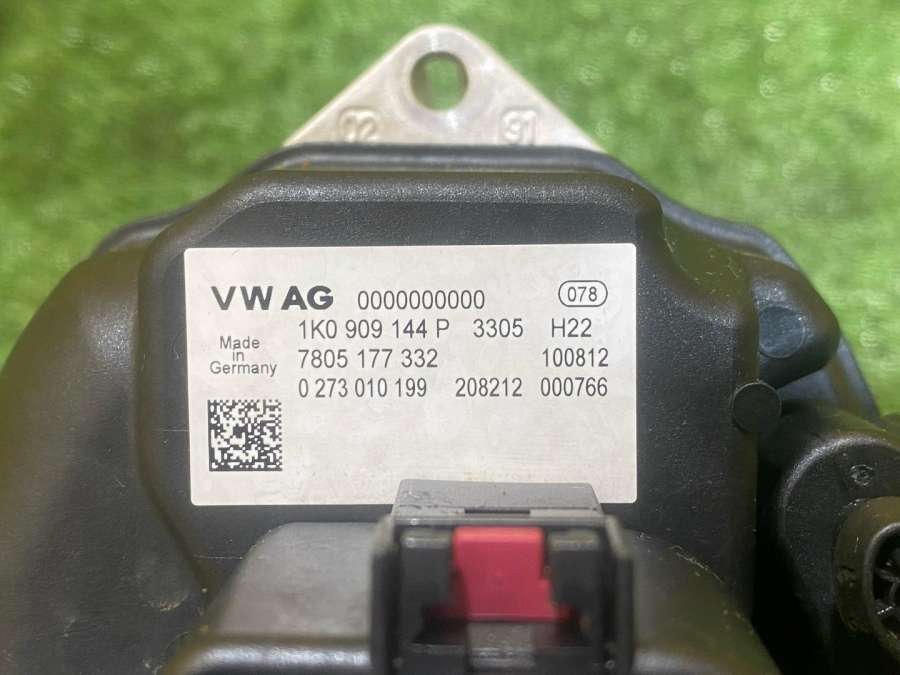 02 91
VW AG 0000000000 078
1K0 909 144 P 3305 H22
Made in Germany
7805 177 332 100812
0 273 010 199 208212 000766